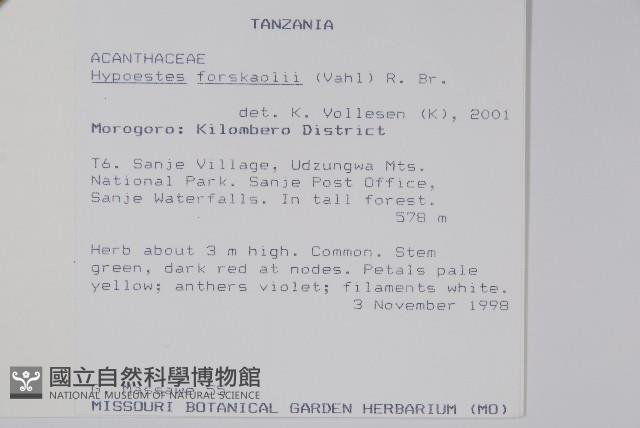 TANZANIA
ACANTHACEAE
Hypoestes forskaolii (Vahl) R. Br.
det. K. Vollesen (K), 2001
Morogoro: Kilombero District
T6. Sanje Village, Udzungwa Mts.
National Park. Sanje Post Office,
Sanje Waterfalls. In tall forest.
578 m
Herb about 3 m high. Common. Stem
green, dark red at nodes. Petals pale
yellow; anthers violet; filaments white.
3 November 1998
國立自然科學博物館
Massawe 55
NATIONAL MUSEUM OF NATURAL SCIENCE
MISSOURI BOTANICAL GARDEN HERBARIUM (MO)